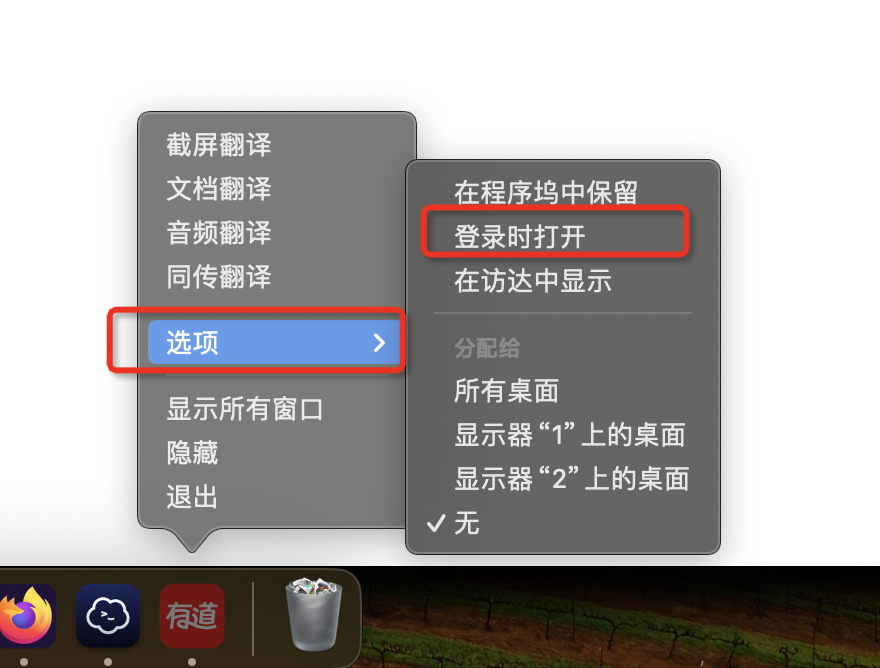 截屏翻译
文档翻译
音频翻译
同传翻译
选项
显示所有窗口
隐藏
退出
在程序坞中保留
登录时打开
在访达中显示
分配给
所有桌面
显示器“1”上的桌面
显示器“2”上的桌面
无
有道